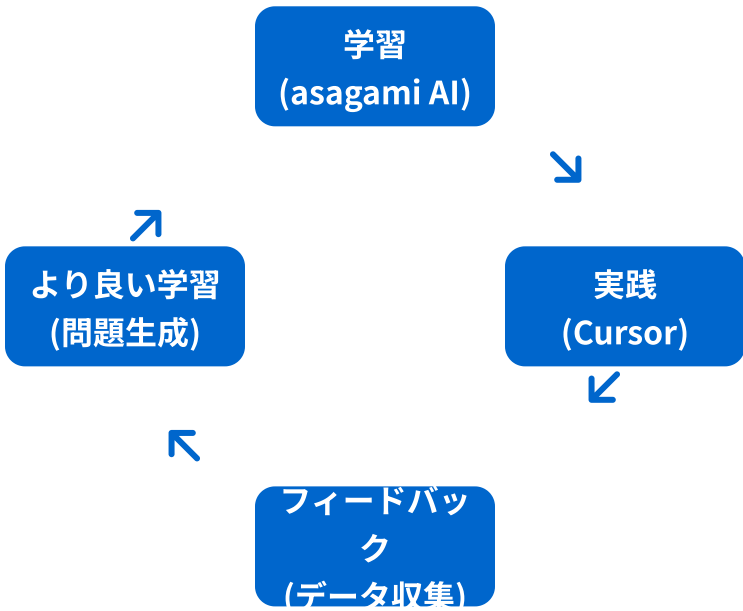 学習
(asagami AI)
より良い学習
(問題生成)
実践
(Cursor)
フィードバッ
ク
(データ収集)